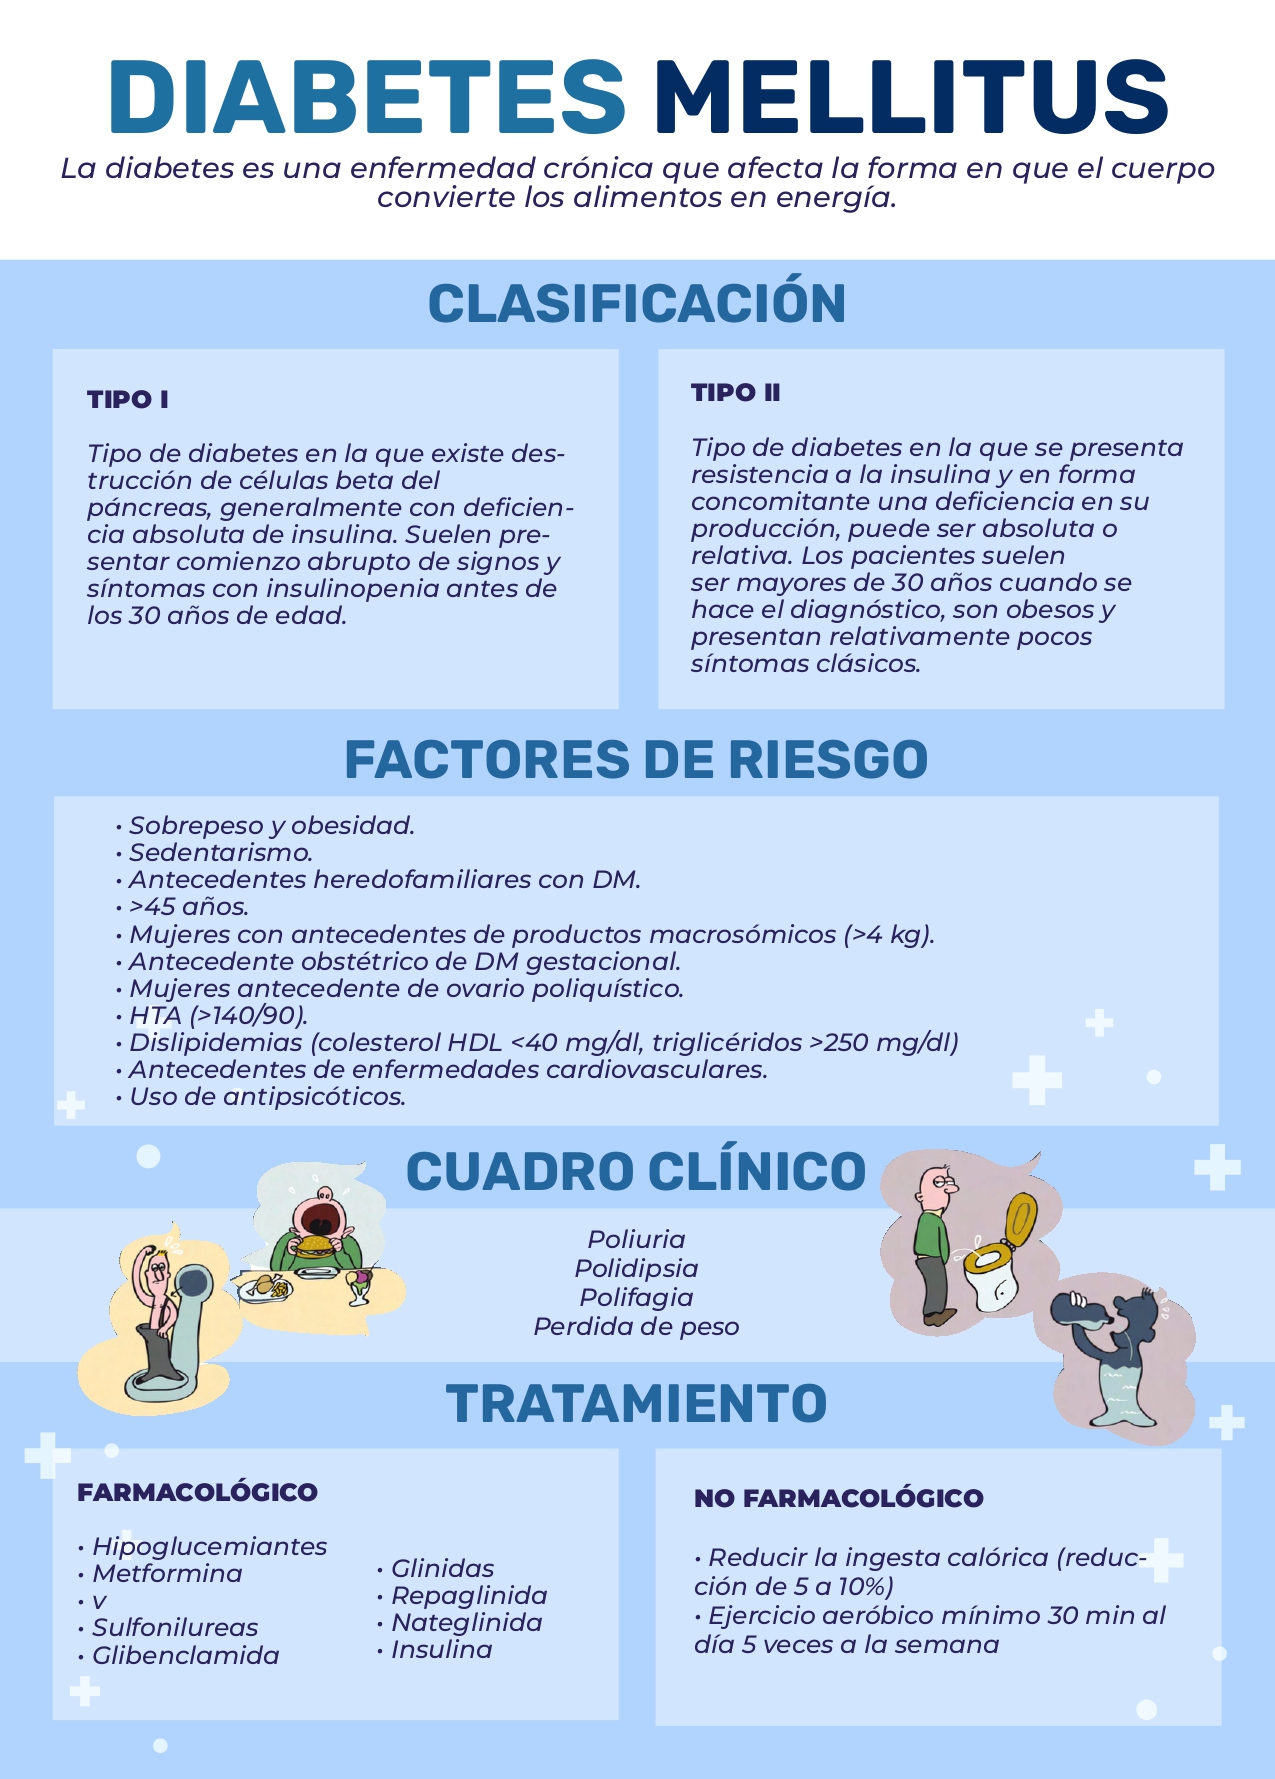 DIABETES MELLITUS
La diabetes es una enfermedad crónica que afecta la forma en que el cuerpo
convierte los alimentos en energía.
CLASIFICACIÓN
TIPO I
Tipo de diabetes en la que existe des-
trucción de células beta del
páncreas, generalmente con deficien-
cia absoluta de insulina. Suelen pre-
sentar comienzo abrupto de signos y
síntomas con insulinopenia antes de
los 30 años de edad.
TIPO II
Tipo de diabetes en la que se presenta
resistencia a la insulina y en forma
concomitante una deficiencia en su
producción, puede ser absoluta o
relativa. Los pacientes suelen
ser mayores de 30 años cuando se
hace el diagnóstico, son obesos y
presentan relativamente pocos
síntomas clásicos.
FACTORES DE RIESGO
• Sobrepeso y obesidad.
• Sedentarismo.
• Antecedentes heredofamiliares con DM.
• >45 años.
• Mujeres con antecedentes de productos macrosómicos (>4 kg).
• Antecedente obstétrico de DM gestacional.
• Mujeres antecedente de ovario poliquístico.
• HTA (>140/90).
• Dislipidemias (colesterol HDL <40 mg/dl, triglicéridos >250 mg/dl)
• Antecedentes de enfermedades cardiovasculares.
• Uso de antipsicóticos.
CUADRO CLÍNICO
Poliuria
Polidipsia
Polifagia
Perdida de peso
TRATAMIENTO
FARMACOLÓGICO
• Hipoglucemiantes
• Metformina
• v
• Sulfonilureas
• Glibenclamida
• Glinidas
• Repaglinida
• Nateglinida
• Insulina
NO FARMACOLÓGICO
• Reducir la ingesta calórica (reduc-
ción de 5 a 10%)
• Ejercicio aeróbico mínimo 30 min al
día 5 veces a la semana